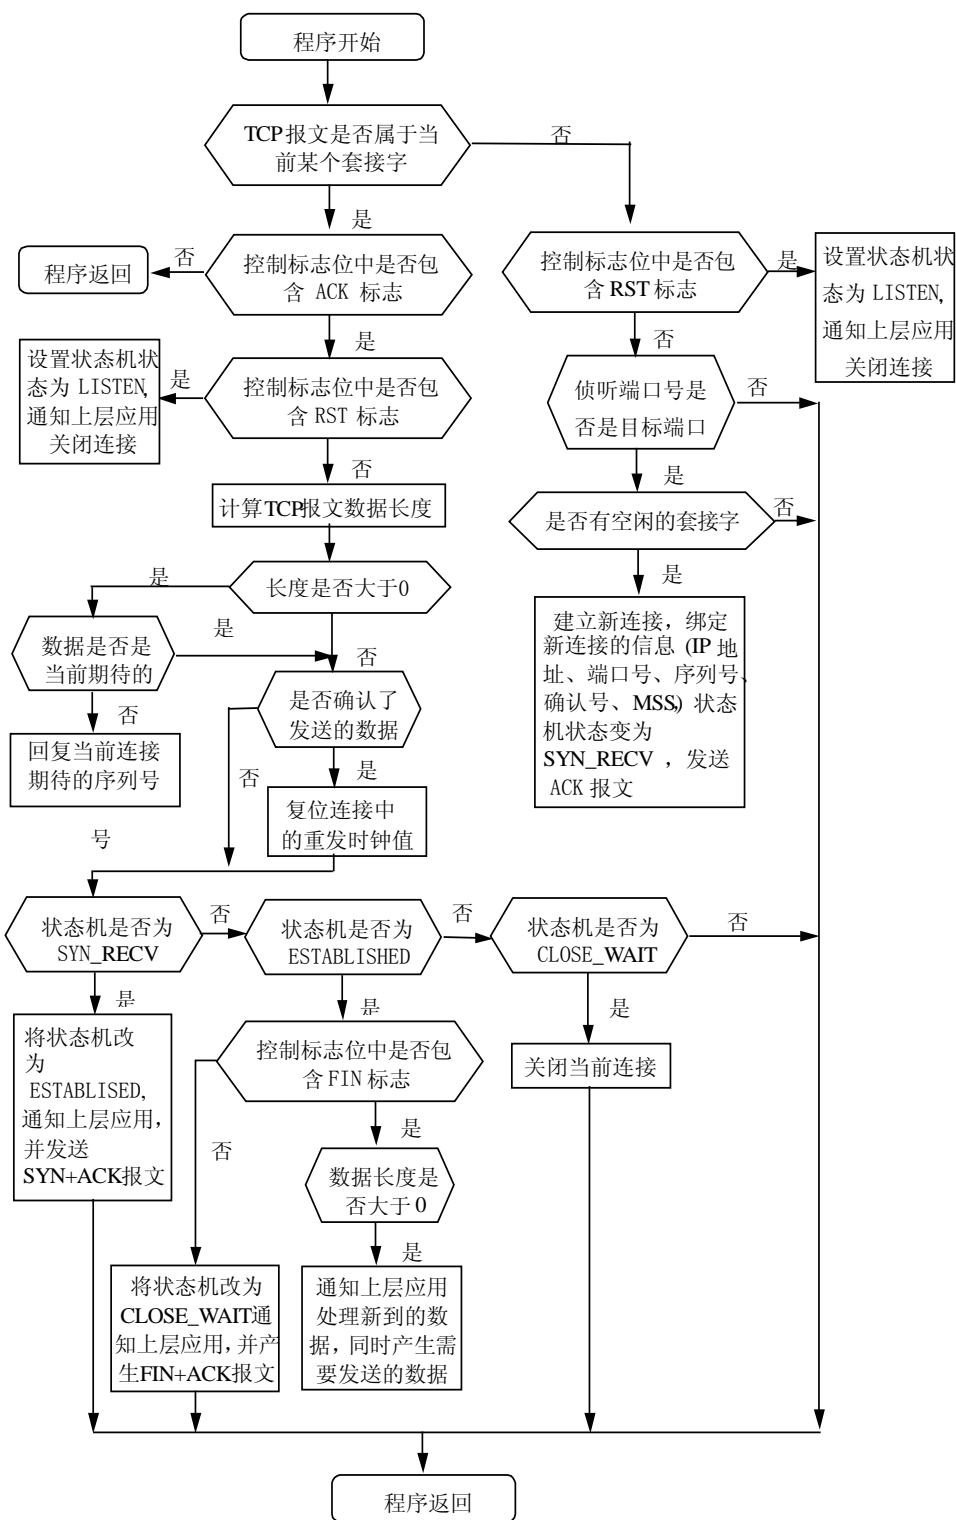 程序开始
TCP报文是否属于当
前某个套接字
否
是
控制标志位中是否包
含 ACK 标志
否
程序返回
控制标志位中是否包
含RST标志
是
设置状态机状
态为 LISTEN,
通知上层应用
关闭连接
是
控制标志位中是否包
含 RST 标志
是
设置状态机状
态为 LISTEN,
通知上层应用
关闭连接
否
侦听端口号是
否是目标端口
否
否
计算TCP报文数据长度
是
是否有空闲的套接字
否
长度是否大于0
是
是
建立新连接，绑定
新连接的信息 (IP 地
址、端口号、序列号、
确认号、MSS,) 状态
机状态变为
SYN_RECV ，发送
ACK 报文
数据是否是
当前期待的
是
否
是否确认了
发送的数据
否
回复当前连接
期待的序列号
号
否
是
复位连接中
的重发时钟值
状态机是否为
SYN_RECV
否
状态机是否为
ESTABLISHED
否
状态机是否为
CLOSE_WAIT
否
是
将状态机改
为
ESTABLISED,
通知上层应用,
并发送
SYN+ACK报文
是
控制标志位中是否包
含 FIN 标志
是
关闭当前连接
否
是
数据长度是
否大于 0
是
将状态机改为
CLOSE_WAIT通
知上层应用,并产
生FIN+ACK报文
通知上层应用
处理新到的数
据,同时产生需
要发送的数据
程序返回